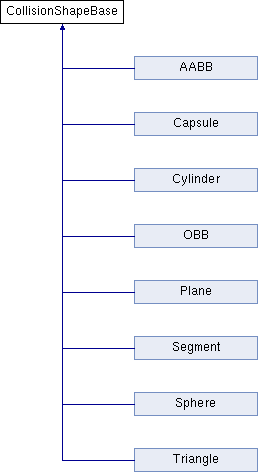 CollisionShapeBase
AABB
Capsule
Cylinder
OBB
Plane
Segment
Sphere
Triangle